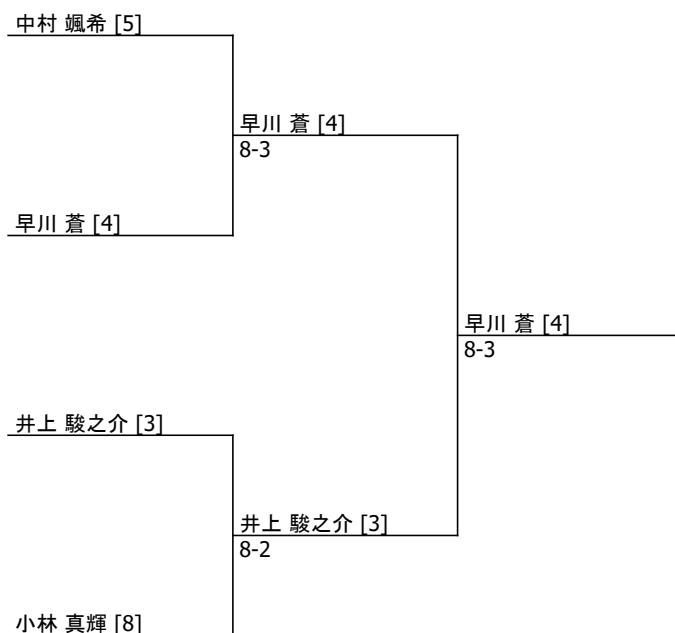 中村 颯希 [5]
早川 蒼 [4]
8-3
早川 蒼 [4]
早川 蒼 [4]
8-3
井上 駿之介 [3]
井上 駿之介 [3]
8-2
小林 真輝 [8]